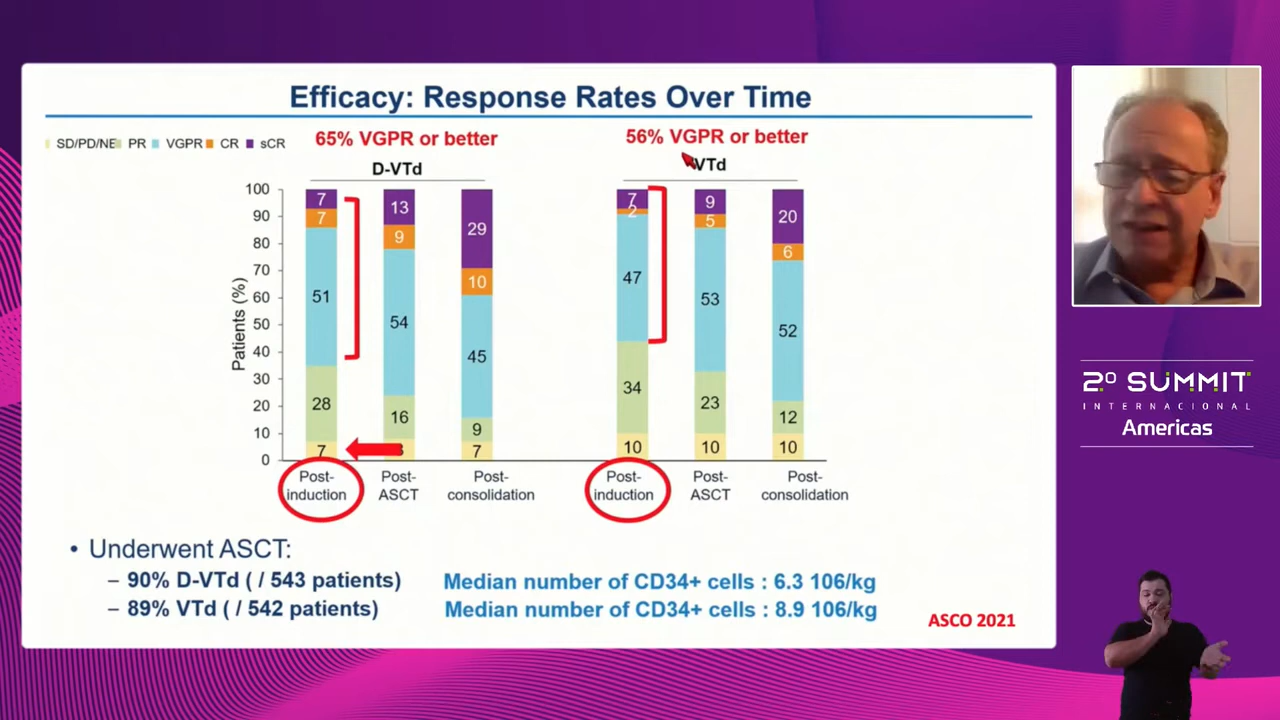 Efficacy: Response Rates Over Time
SD/PD/NE PR VGPR CR sCR
65% VGPR or better
56% VGPR or better
D-VTd
VTd
Patients (%)
100
90
80
70
60
50
40
30
20
10
0
7
7
51
28
7
13
9
54
16
29
10
45
9
7
7
2
47
34
10
9
5
53
23
10
20
6
52
12
10
Post-
induction
Post-
ASCT
Post-
consolidation
Post-
induction
Post-
ASCT
Post-
consolidation
• Underwent ASCT:
– 90% D-VTd ( / 543 patients)
Median number of CD34+ cells : 6.3 106/kg
– 89% VTd ( / 542 patients)
Median number of CD34+ cells : 8.9 106/kg
ASCO 2021
2º SUMMIT
INTERNACIONAL
Americas